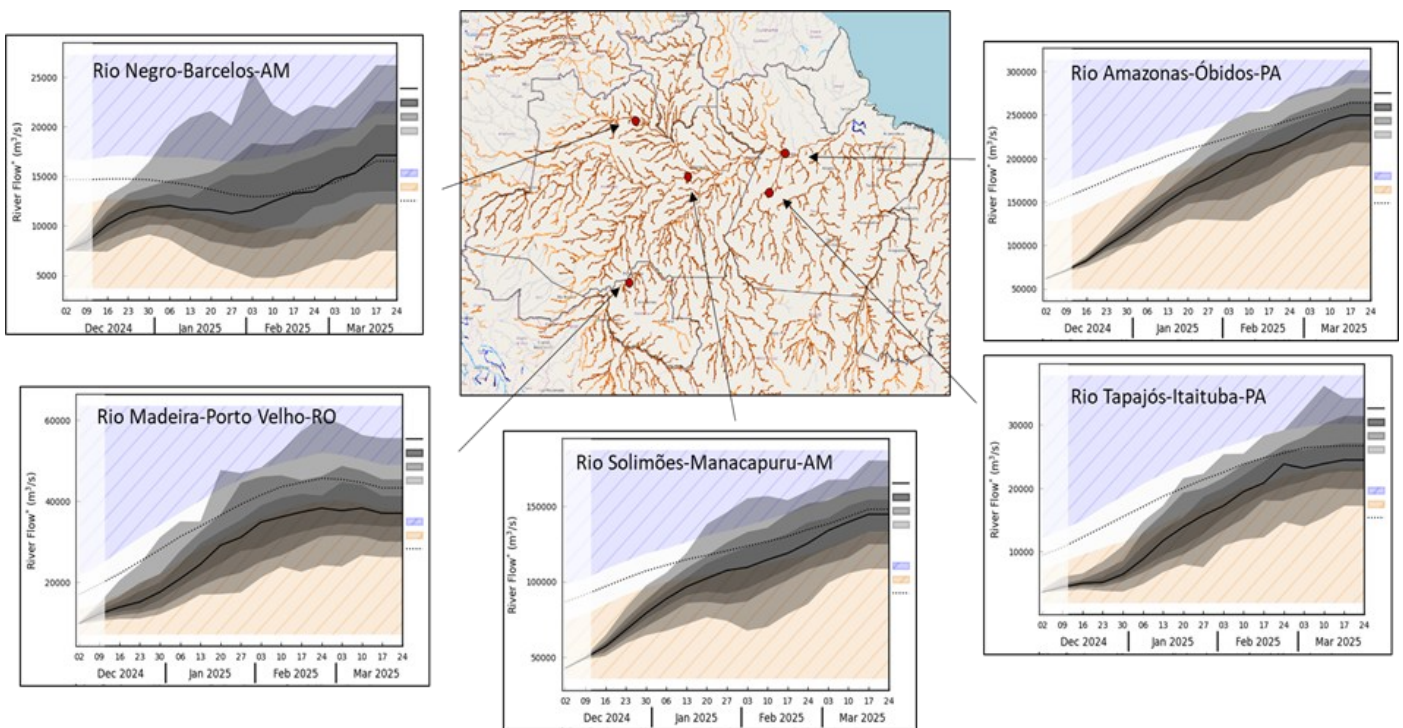 Rio Negro-Barcelos-AM
River Flow* (m³/s)
25000
20000
15000
10000
5000
02 09 16 23 30 06 13 20 27 03 10 17 24 03 10 17 24
Dec 2024 Jan 2025 Feb 2025 Mar 2025
Rio Amazonas-Óbidos-PA
River Flow* (m³/s)
300000
250000
200000
150000
100000
50000
02 09 16 23 30 06 13 20 27 03 10 17 24 03 10 17 24
Dec 2024 Jan 2025 Feb 2025 Mar 2025
Rio Madeira-Porto Velho-RO
River Flow* (m³/s)
60000
40000
20000
02 09 16 23 30 06 13 20 27 03 10 17 24 03 10 17 24
Dec 2024 Jan 2025 Feb 2025 Mar 2025
Rio Solimões-Manacapuru-AM
River Flow* (m³/s)
150000
100000
50000
02 09 16 23 30 06 13 20 27 03 10 17 24 03 10 17 24
Dec 2024 Jan 2025 Feb 2025 Mar 2025
Rio Tapajós-Itaituba-PA
River Flow* (m³/s)
30000
20000
10000
02 09 16 23 30 06 13 20 27 03 10 17 24 03 10 17 24
Dec 2024 Jan 2025 Feb 2025 Mar 2025